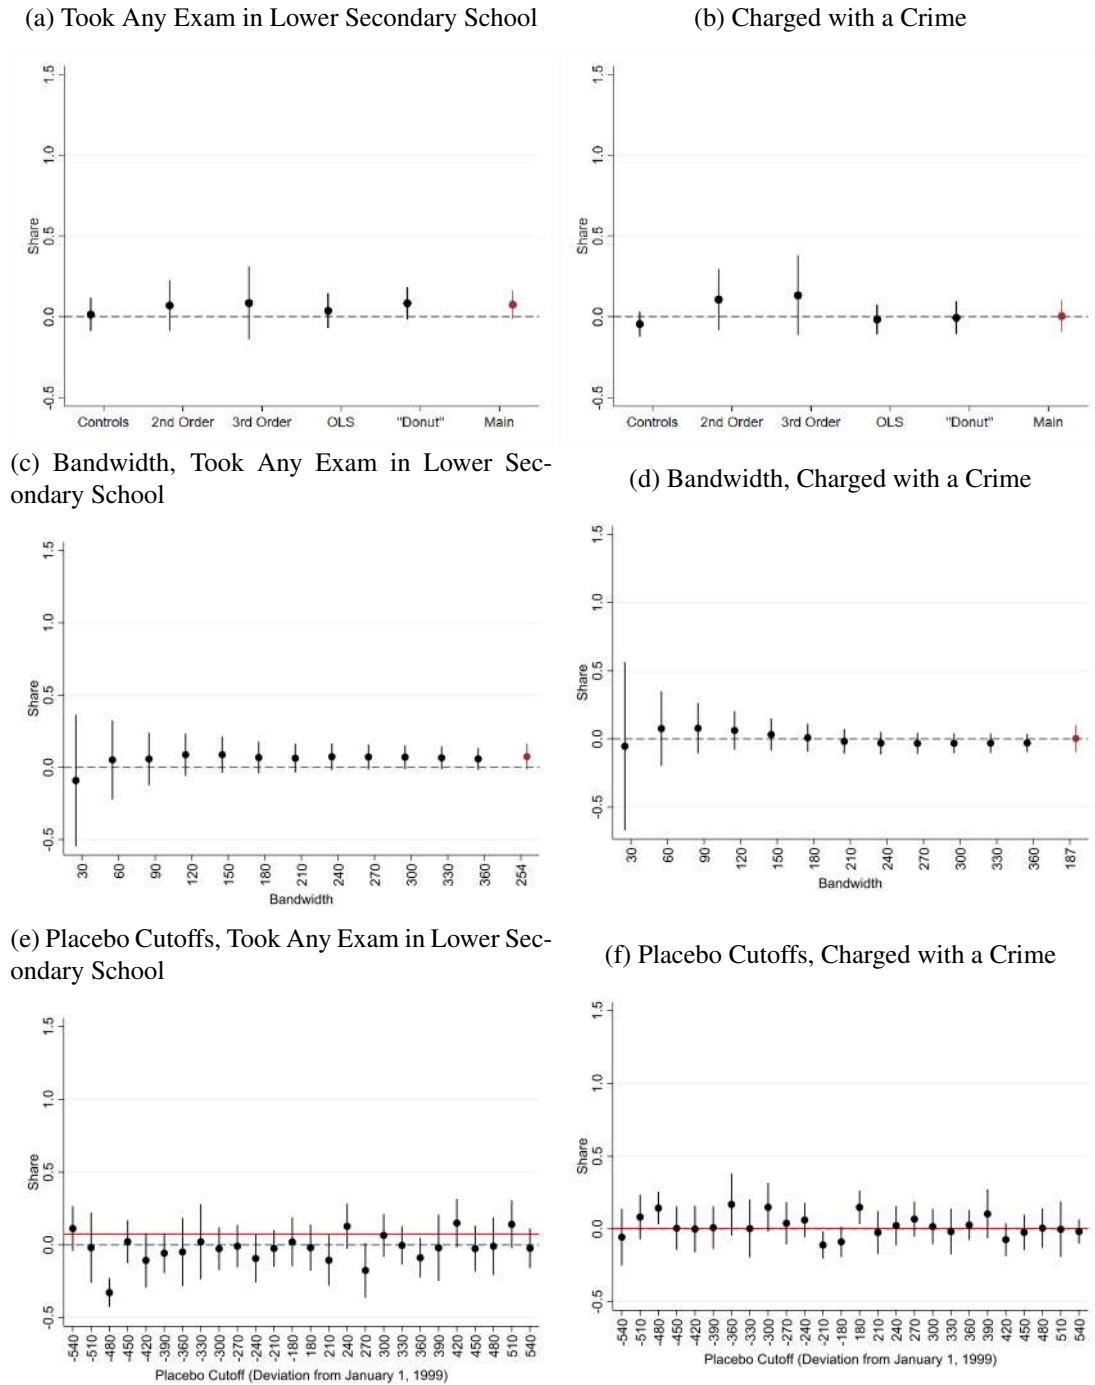 (a) Took Any Exam in Lower Secondary School
(b) Charged with a Crime
1.5
1.0
0.5
0.0
-0.5
Share
Controls 2nd Order 3rd Order OLS "Donut" Main
1.5
1.0
0.5
0.0
-0.5
Share
Controls 2nd Order 3rd Order OLS "Donut" Main
(c) Bandwidth, Took Any Exam in Lower Sec-
ondary School
(d) Bandwidth, Charged with a Crime
1.5
1.0
0.5
0.0
-0.5
Share
30 60 90 120 150 180 210 240 270 300 330 360 254
Bandwidth
1.5
1.0
0.5
0.0
-0.5
Share
30 60 90 120 150 180 210 240 270 300 330 360 187
Bandwidth
(e) Placebo Cutoffs, Took Any Exam in Lower Sec-
ondary School
(f) Placebo Cutoffs, Charged with a Crime
1.5
1.0
0.5
0.0
-0.5
Share
-540 -510 -480 -450 -420 -390 -360 -330 -300 -270 -240 -210 -180 180 210 240 270 300 330 360 390 420 450 480 510 540
Placebo Cutoff (Deviation from January 1, 1999)
1.5
1.0
0.5
0.0
-0.5
Share
-540 -510 -480 -450 -420 -390 -360 -330 -300 -270 -240 -210 -180 180 210 240 270 300 330 360 390 420 450 480 510 540
Placebo Cutoff (Deviation from January 1, 1999)